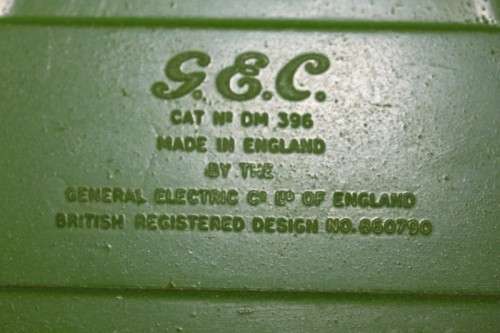 G.E.C.
CAT Nº DM 396
MADE IN ENGLAND
BY THE
GENERAL ELECTRIC Cº Lᴰ OF ENGLAND
BRITISH REGISTERED DESIGN NO. 860790